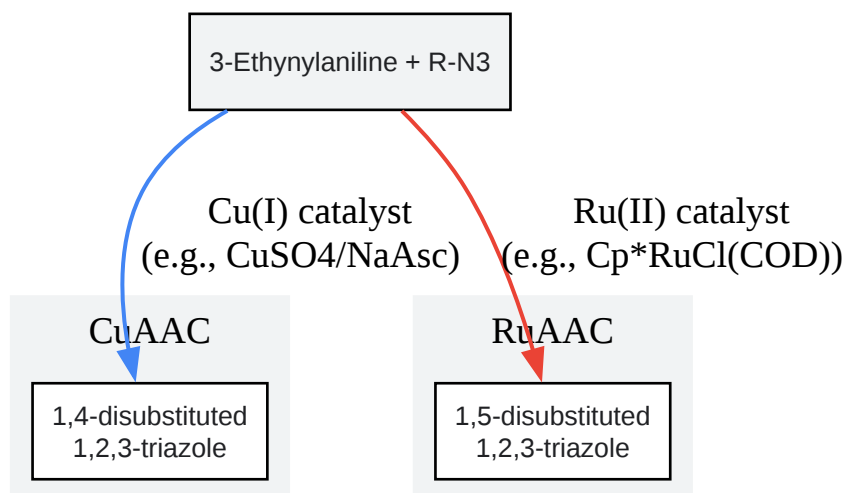 3-Ethynylaniline + R-N3
Cu(I) catalyst
(e.g., CuSO4/NaAsc)
Ru(II) catalyst
(e.g., Cp*RuCl(COD))
CuAAC
1,4-disubstituted
1,2,3-triazole
RuAAC
1,5-disubstituted
1,2,3-triazole